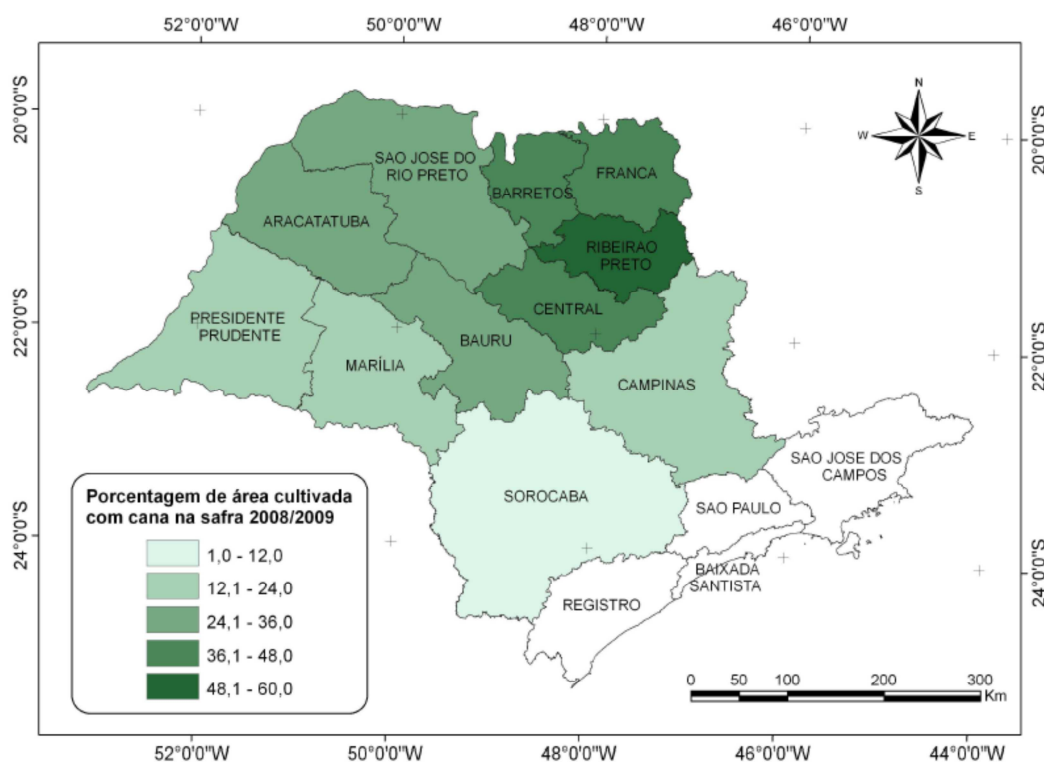 52°0'0"W 50°0'0"W 48°0'0"W 46°0'0"W
20°0'0"S
22°0'0"S
24°0'0"S
20°0'0"S
22°0'0"S
24°0'0"S
N
W E
S
SAO JOSE DO
RIO PRETO
BARRETOS
FRANCA
ARACATATUBA
RIBEIRAO
PRETO
CENTRAL
PRESIDENTE
PRUDENTE
MARÍLIA
BAURU
CAMPINAS
SAO JOSE DOS
CAMPOS
SOROCABA
SAO PAULO
BAIXADA
SANTISTA
REGISTRO
Porcentagem de área cultivada
com cana na safra 2008/2009
1,0 - 12,0
12,1 - 24,0
24,1 - 36,0
36,1 - 48,0
48,1 - 60,0
0 50 100 200 300
Km
52°0'0"W 50°0'0"W 48°0'0"W 46°0'0"W 44°0'0"W